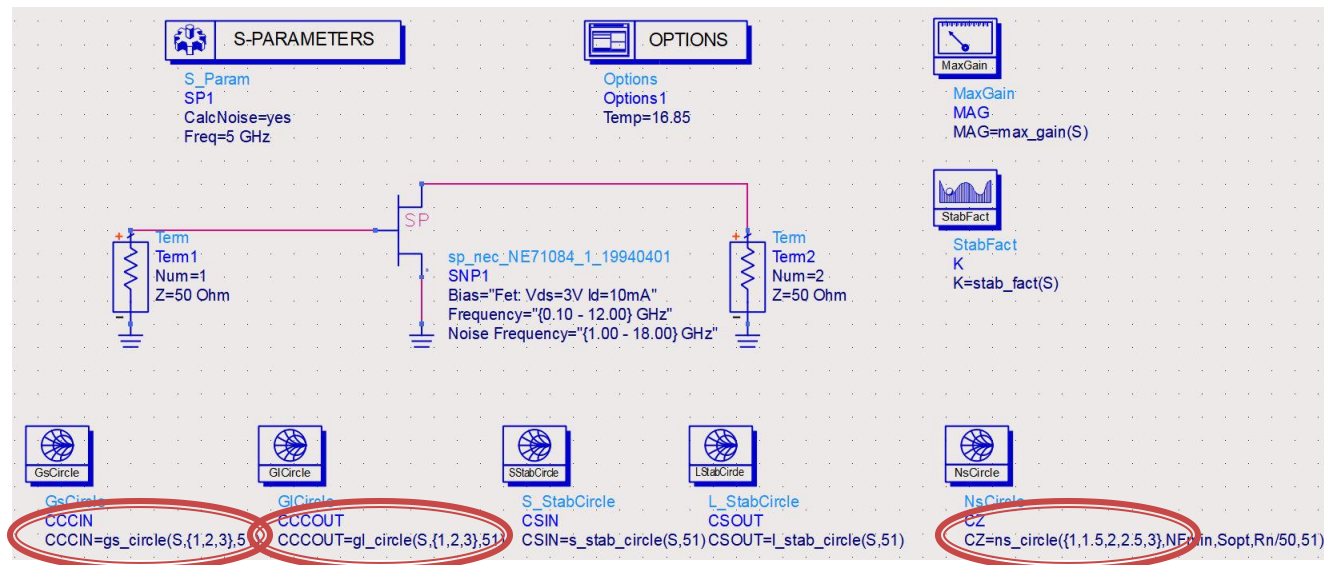 S-PARAMETERS
S_Param
SP1
CalcNoise=yes
Freq=5 GHz
OPTIONS
Options
Options1
Temp=16.85
MaxGain
MaxGain
MAG
MAG=max_gain(S)
StabFact
StabFact
K
K=stab_fact(S)
SP
Term
Term1
Num=1
Z=50 Ohm
sp_nec_NE71084_1_19940401
SNP1
Bias="Fet: Vds=3V Id=10mA"
Frequency="{0.10 - 12.00} GHz"
Noise Frequency="{1.00 - 18.00} GHz"
Term
Term2
Num=2
Z=50 Ohm
GsCircle
GsCircle
CCCIN
CCCIN=gs_circle(S,{1,2,3},5
GlCircle
GlCircle
CCCOUT
CCCOUT=gl_circle(S,{1,2,3},51)
SStabCircle
S_StabCircle
CSIN
CSIN=s_stab_circle(S,51)
LStabCircle
L_StabCircle
CSOUT
CSOUT=l_stab_circle(S,51)
NsCircle
NsCircle
CZ
CZ=ns_circle({1,1.5,2,2.5,3},NFmin,Sopt,Rn/50,51)